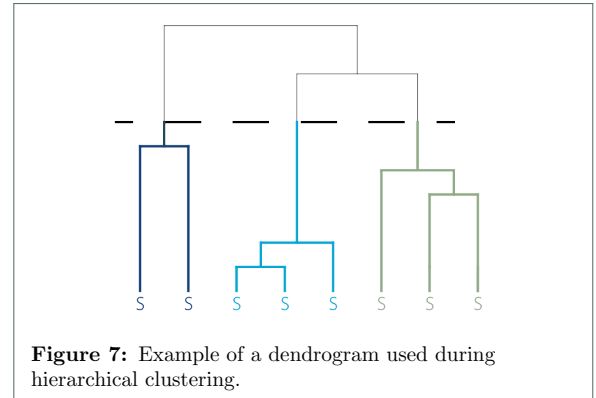 S S S S S S S S
Figure 7: Example of a dendrogram used during
hierarchical clustering.